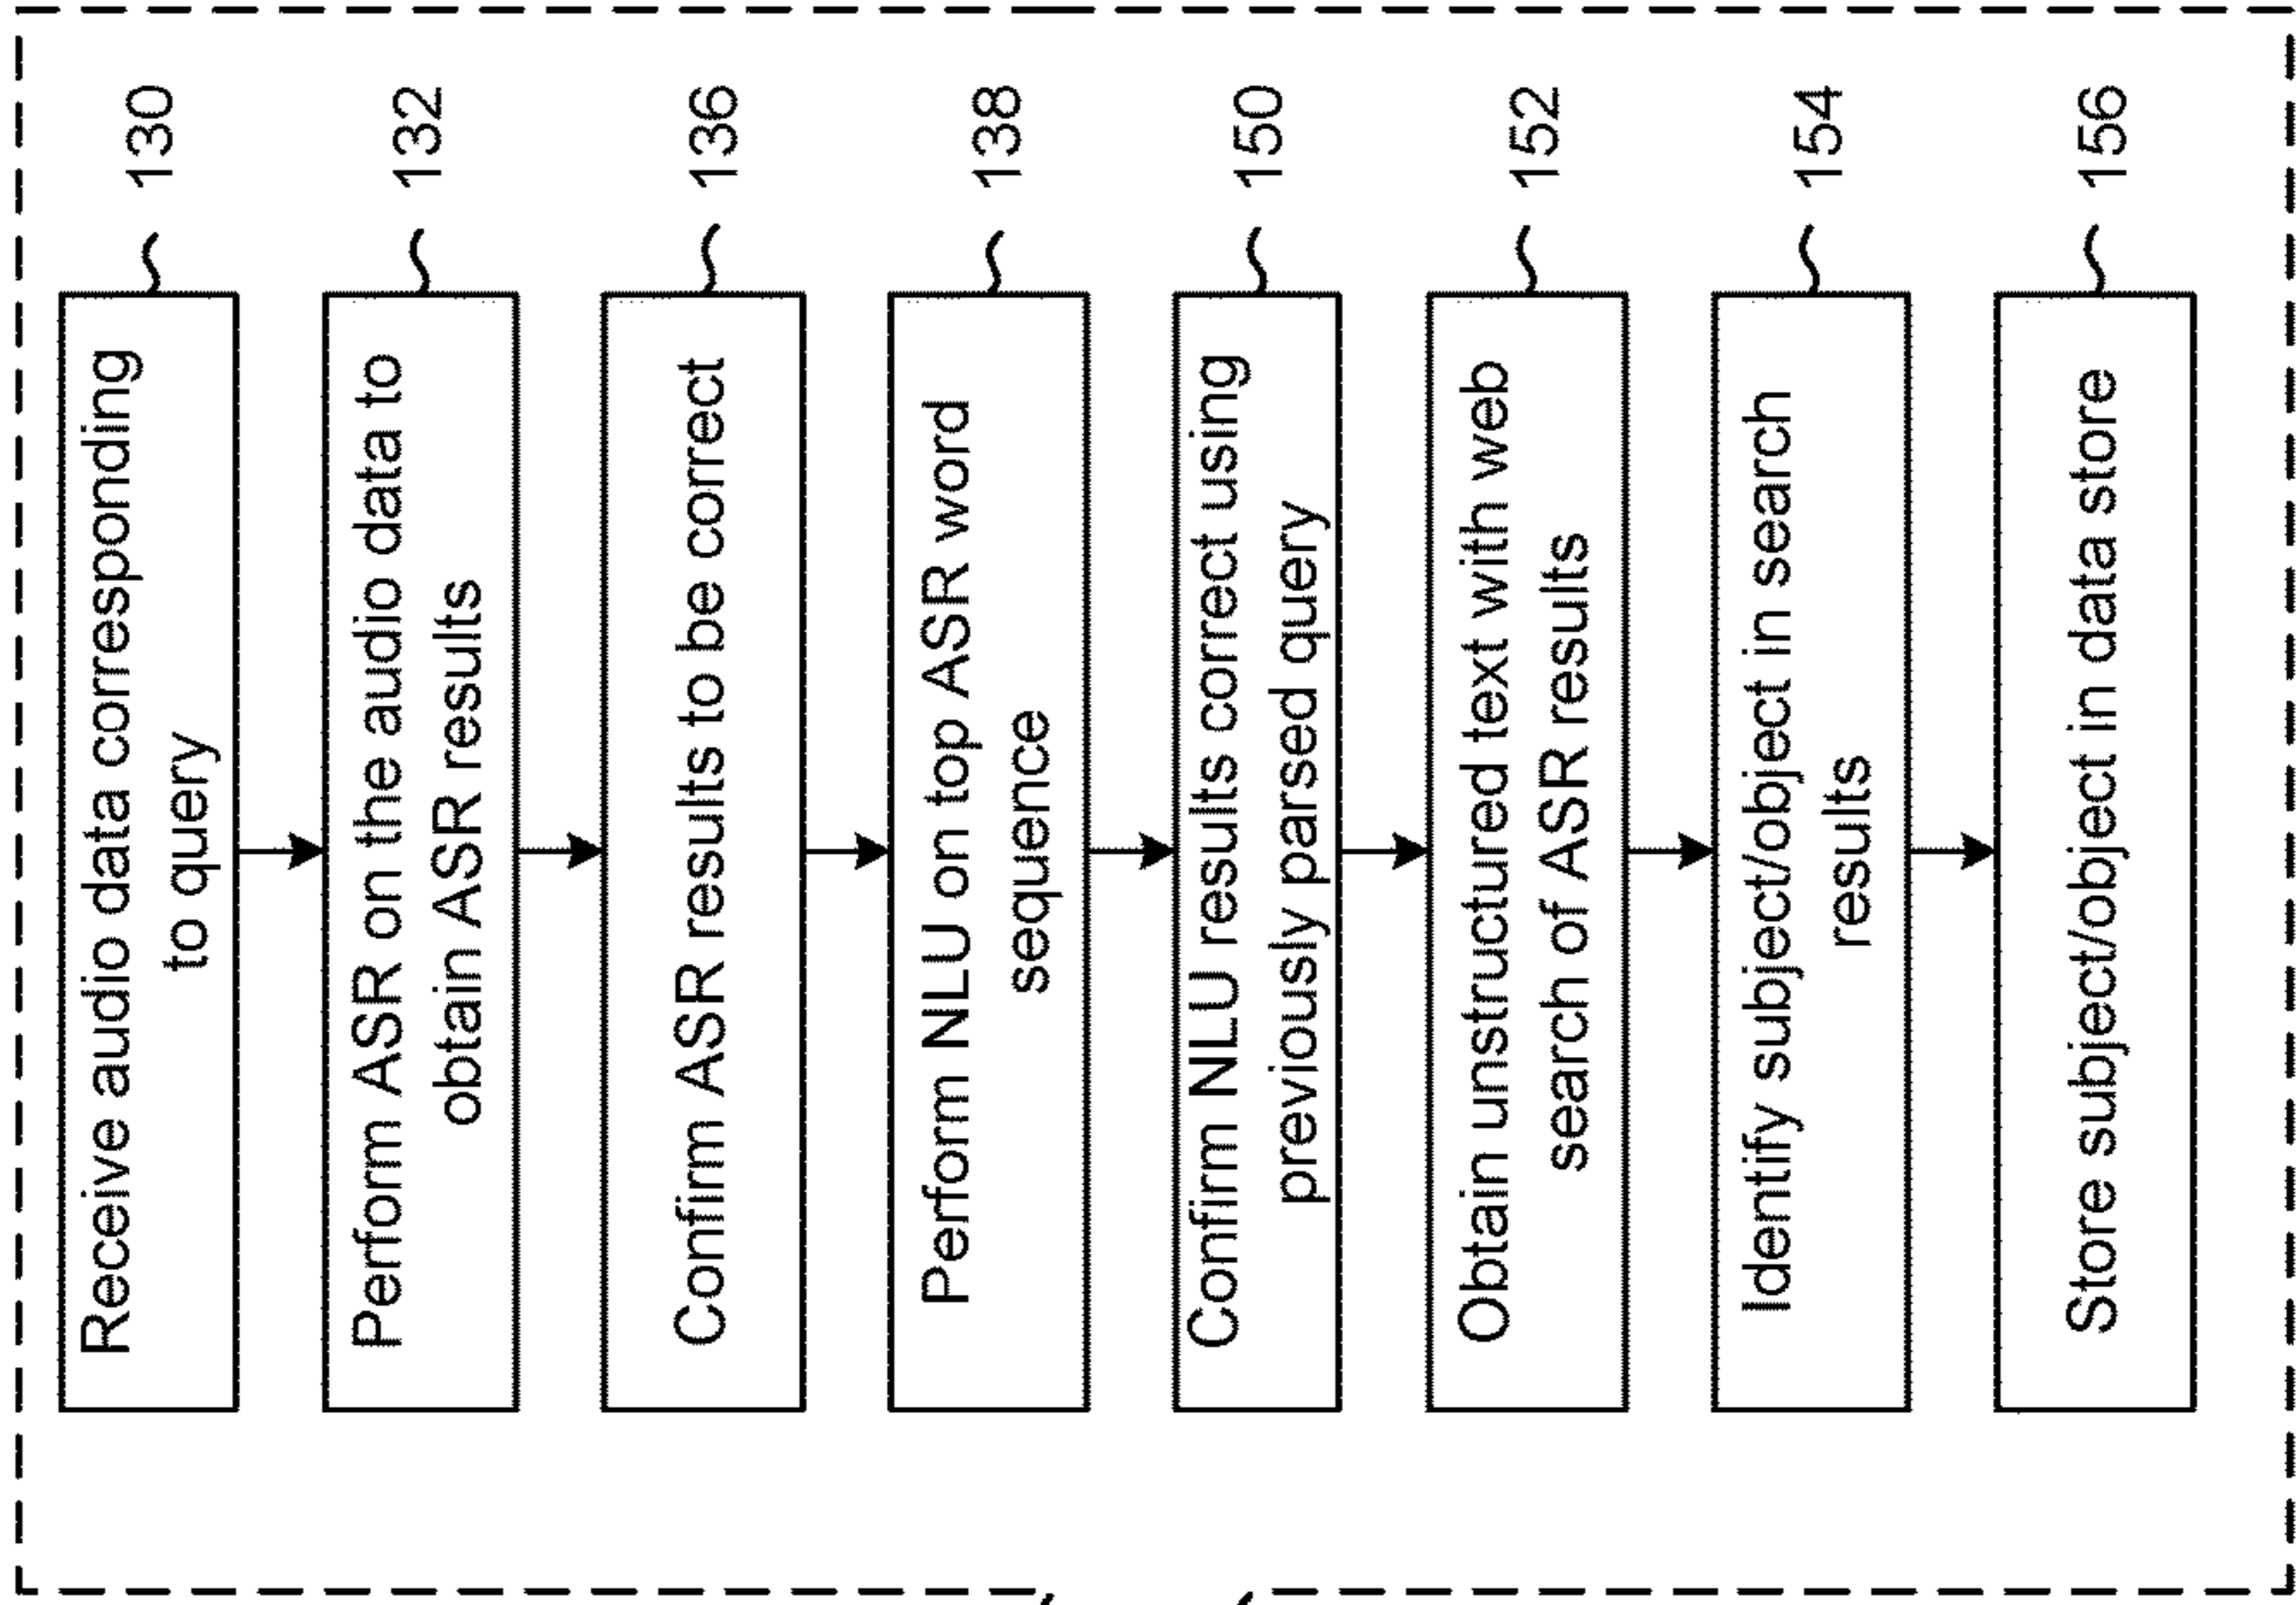 Receive audio data corresponding
to query
130
Perform ASR on the audio data to
obtain ASR results
132
Confirm ASR results to be correct
136
Perform NLU on top ASR word
sequence
138
Confirm NLU results correct using
previously parsed query
150
Obtain unstructured text with web
search of ASR results
152
Identify subject/object in search
results
154
Store subject/object in data store
156